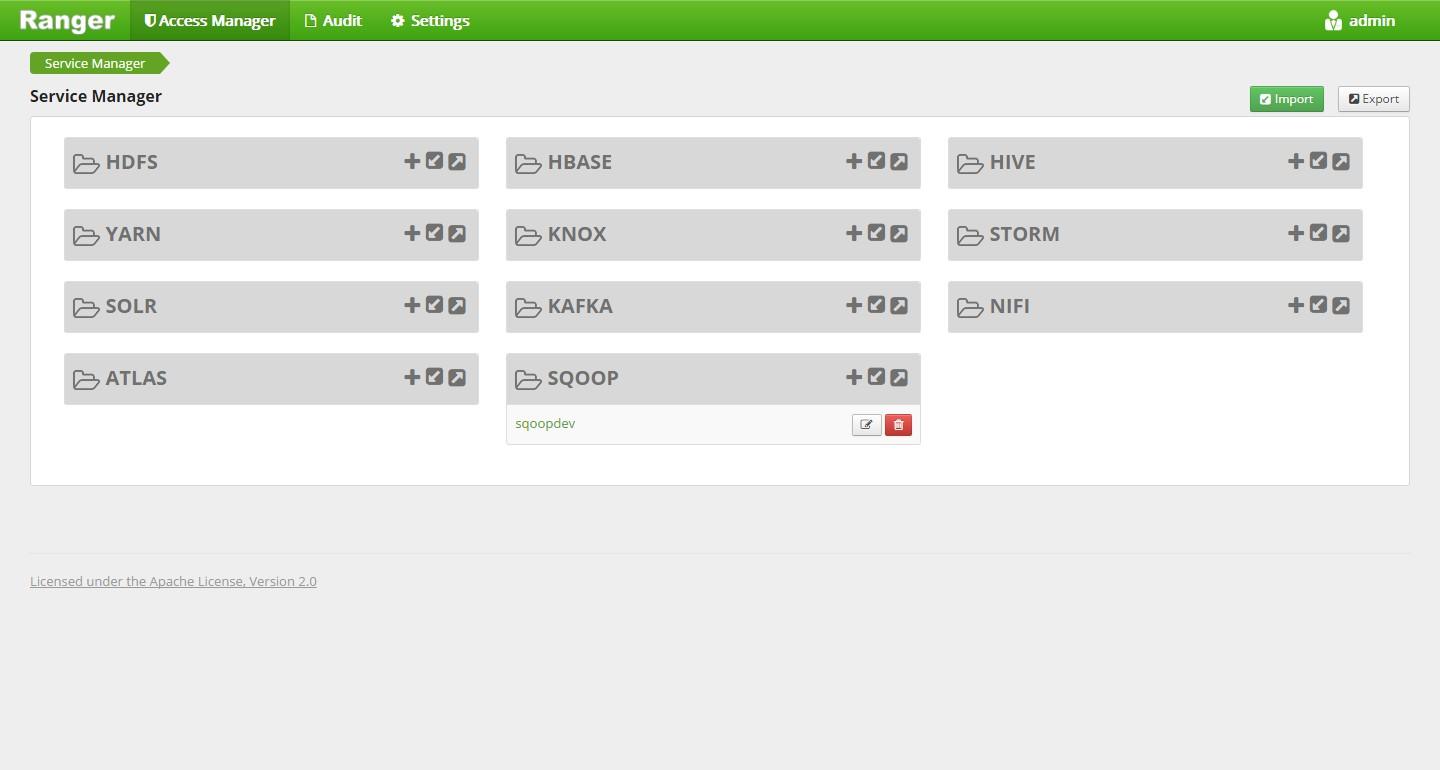 Ranger Access Manager Audit Settings admin
Service Manager
Service Manager Import Export
HDFS HBASE HIVE
YARN KNOX STORM
SOLR KAFKA NIFI
ATLAS SQOOP
sqoopdev
Licensed under the Apache License, Version 2.0